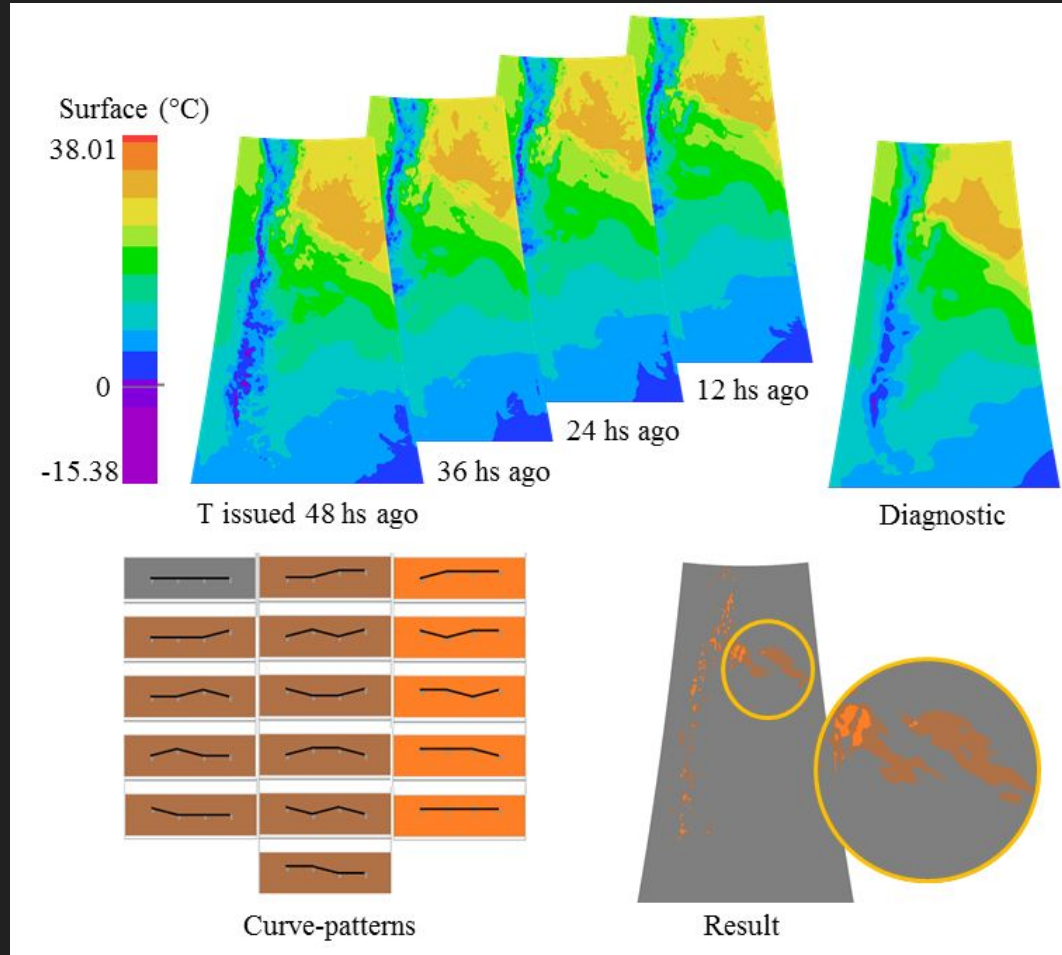 Surface (°C)
38.01
0
-15.38
12 hs ago
24 hs ago
36 hs ago
T issued 48 hs ago
Diagnostic
Curve-patterns
Result